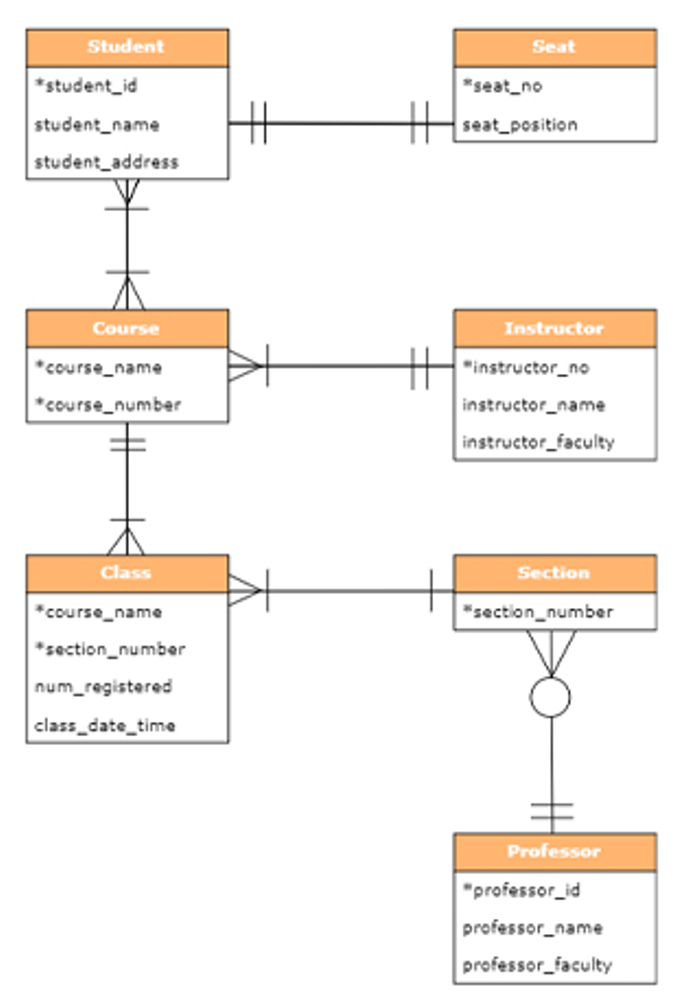 Student
*student_id
student_name
student_address
Seat
*seat_no
seat_position
Course
*course_name
*course_number
Instructor
*instructor_no
instructor_name
instructor_faculty
Class
*course_name
*section_number
num_registered
class_date_time
Section
*section_number
Professor
*professor_id
professor_name
professor_faculty